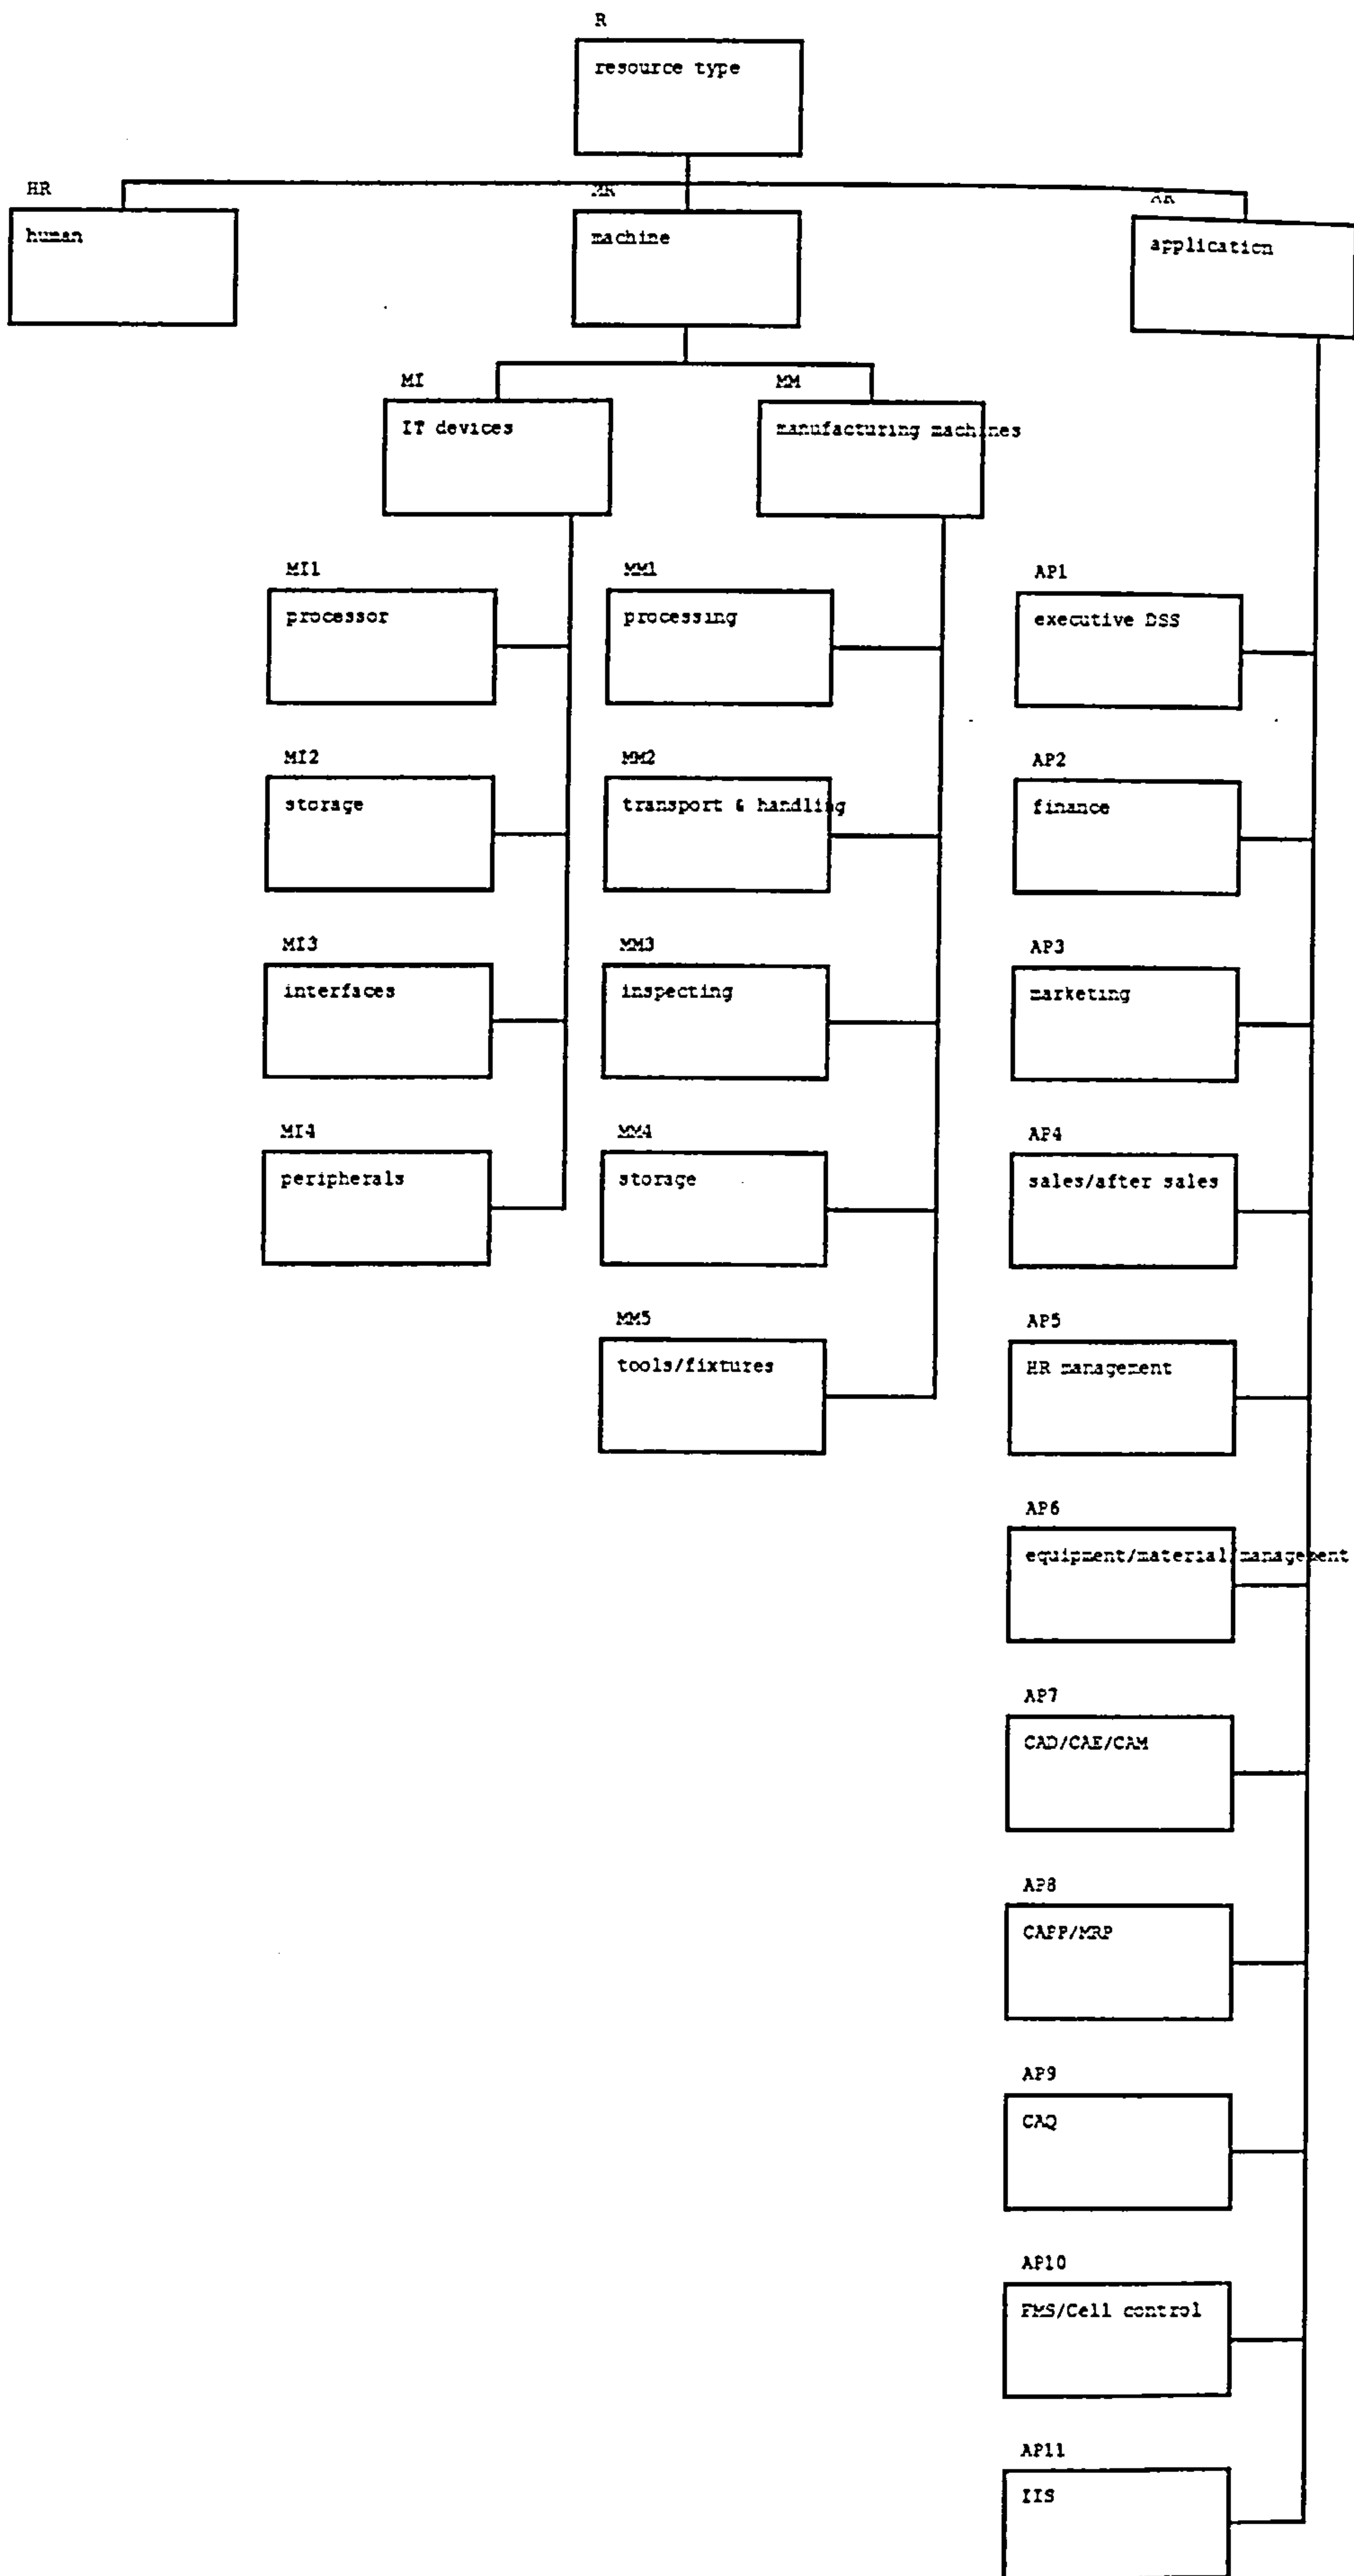 R
resource type
HR
human
MR
machine
AR
application
MI
IT devices
MM
manufacturing machines
MI1
processor
MM1
processing
AP1
executive DSS
MI2
storage
MM2
transport & handling
AP2
finance
MI3
interfaces
MM3
inspecting
AP3
marketing
MI4
peripherals
MM4
storage
AP4
sales/after sales
MM5
tools/fixtures
AP5
HR management
AP6
equipment/material/management
AP7
CAD/CAE/CAM
AP8
CAPP/MRP
AP9
CAQ
AP10
FMS/Cell control
AP11
IIS